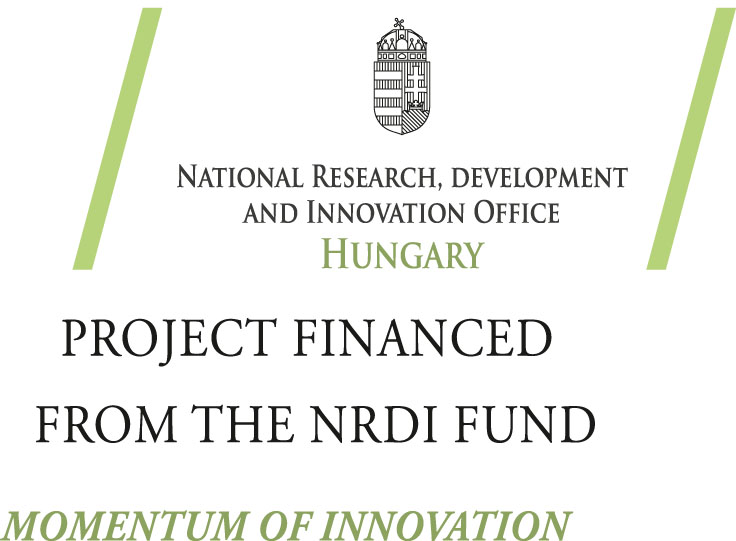 NATIONAL RESEARCH, DEVELOPMENT
AND INNOVATION OFFICE
HUNGARY
PROJECT FINANCED
FROM THE NRDI FUND
MOMENTUM OF INNOVATION